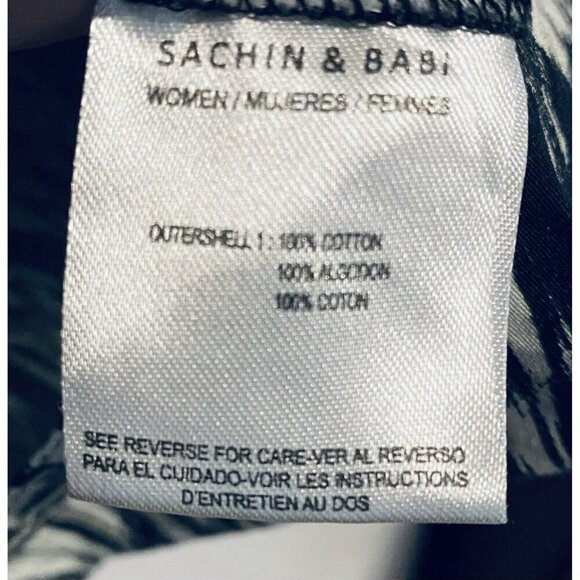 SACHIN & BABI
WOMEN / MUJERES / FEMMES
OUTERSHELL 1 : 100% COTTON
100% ALGODON
100% COTON
SEE REVERSE FOR CARE-VER AL REVERSO
PARA EL CUIDADO-VOIR LES INSTRUCTIONS
D'ENTRETIEN AU DOS